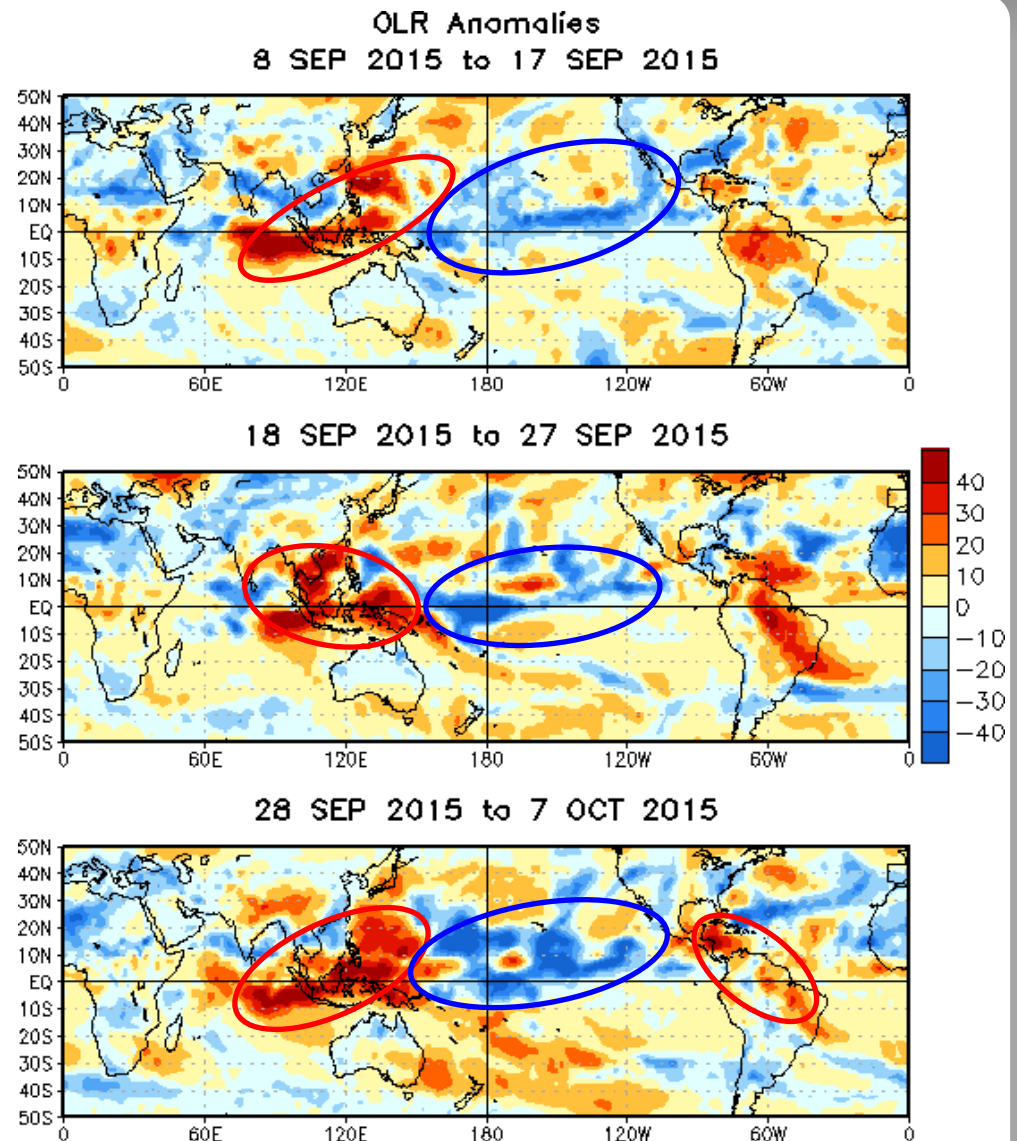 OLR Anomalies
8 SEP 2015 to 17 SEP 2015
50N
40N
30N
20N
10N
EQ
10S
20S
30S
40S
50S
0 60E 120E 180 120W 60W 0
18 SEP 2015 to 27 SEP 2015
50N
40N
30N
20N
10N
EQ
10S
20S
30S
40S
50S
0 60E 120E 180 120W 60W 0
40
30
20
10
0
-10
-20
-30
-40
28 SEP 2015 to 7 OCT 2015
50N
40N
30N
20N
10N
EQ
10S
20S
30S
40S
50S
0 60E 120E 180 120W 60W 0